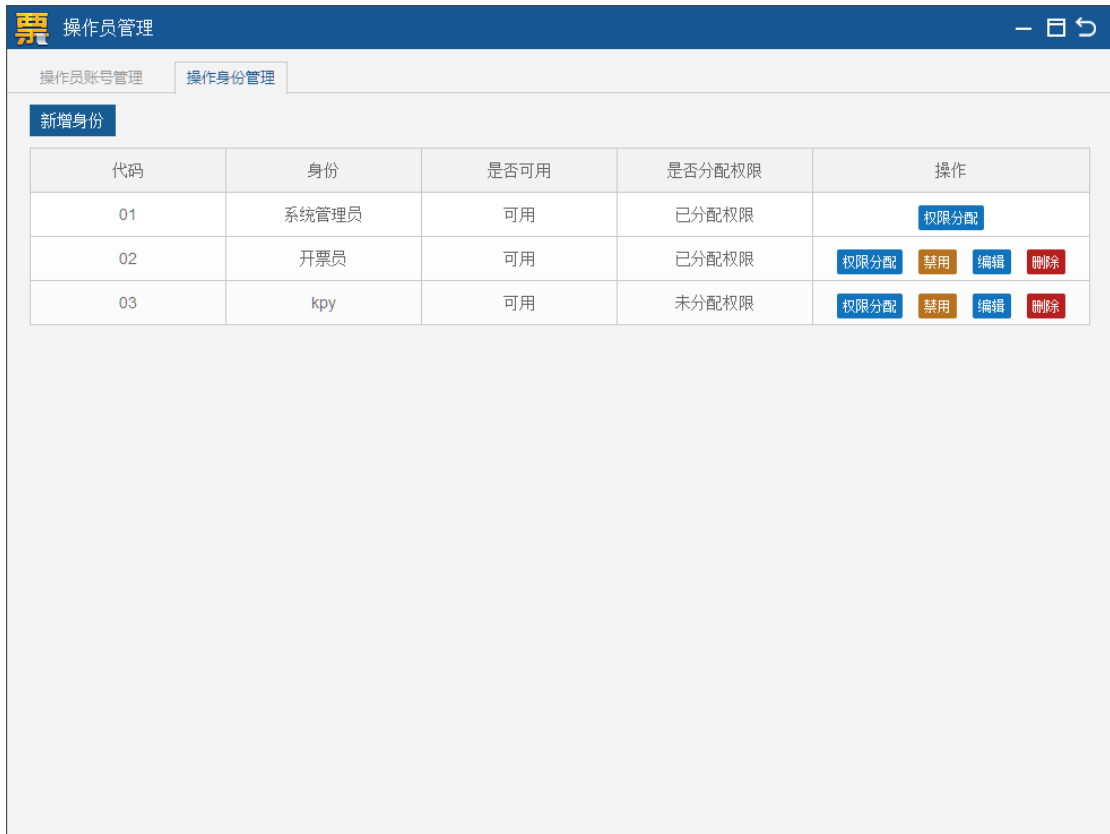 票 操作员管理
操作员账号管理 操作身份管理
新增身份
代码 身份 是否可用 是否分配权限 操作
01 系统管理员 可用 已分配权限 权限分配
02 开票员 可用 已分配权限 权限分配 禁用 编辑 删除
03 kpy 可用 未分配权限 权限分配 禁用 编辑 删除